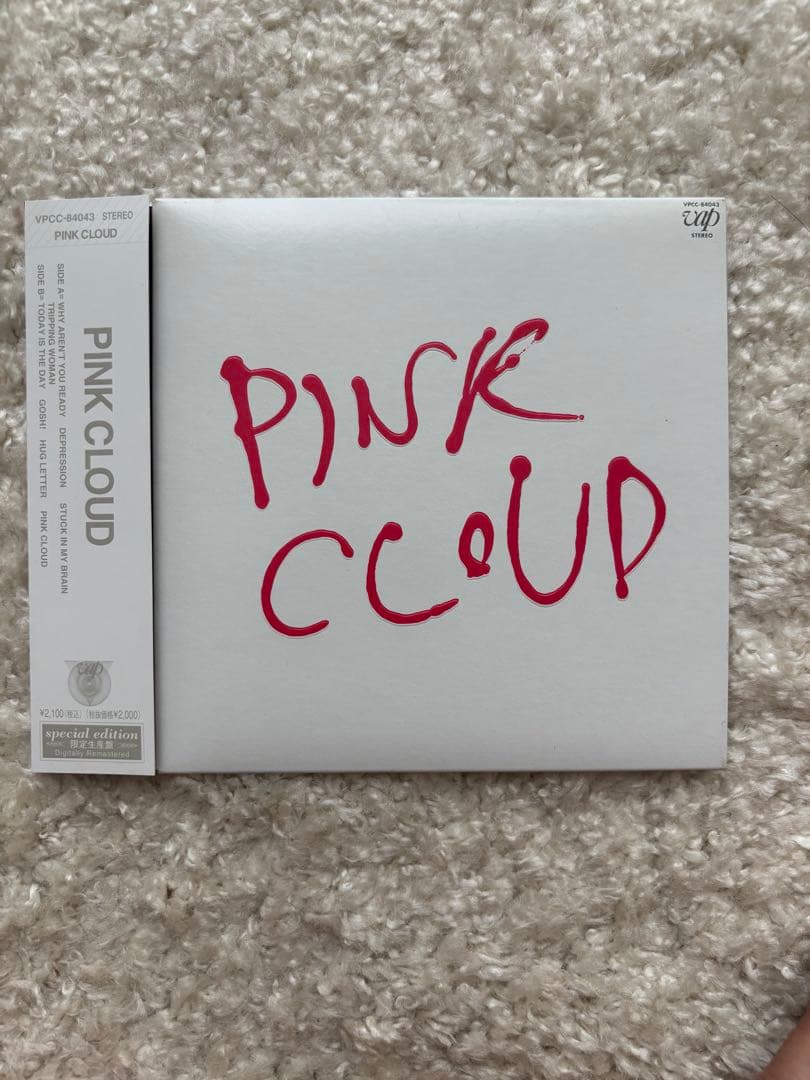 VPCC-84043 STEREO
PINK CLOUD
PINK CLOUD
SIDE A= WHY AREN'T YOU READY DEPRESSION STUCK IN MY BRAIN
TRIPPING WOMAN
SIDE B= TODAY IS THE DAY GOSH! HUG LETTER PINK CLOUD
vap
¥2,100(税込) (税抜価格¥2,000)
special edition
限定生産盤
Digitally Remastered
VPCC-84043
vap
STEREO
PINK
CLOUD